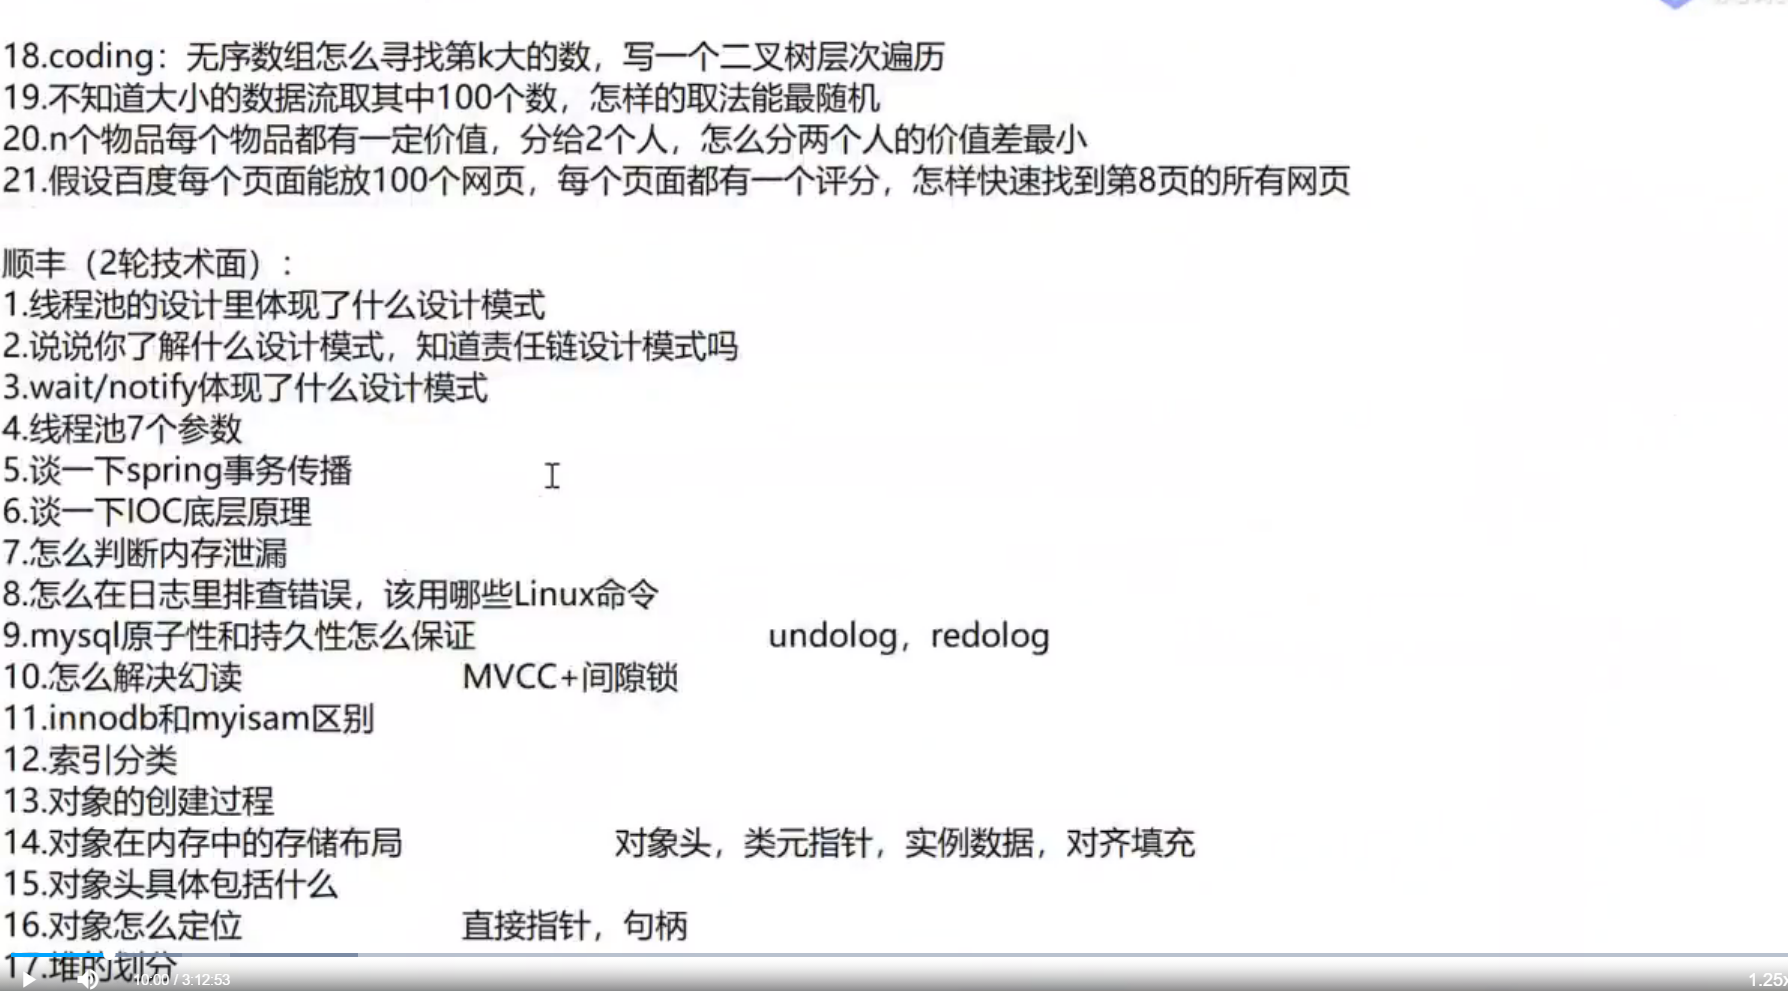 18.coding：无序数组怎么寻找第k大的数，写一个二叉树层次遍历
19.不知道大小的数据流取其中100个数，怎样的取法能最随机
20.n个物品每个物品都有一定价值，分给2个人，怎么分两个人的价值差最小
21.假设百度每个页面能放100个网页，每个页面都有一个评分，怎样快速找到第8页的所有网页
顺丰（2轮技术面）：
1.线程池的设计里体现了什么设计模式
2.说说你了解什么设计模式，知道责任链设计模式吗
3.wait/notify体现了什么设计模式
4.线程池7个参数
5.谈一下spring事务传播
6.谈一下IOC底层原理
7.怎么判断内存泄漏
8.怎么在日志里排查错误，该用哪些Linux命令
9.mysql原子性和持久性怎么保证 undolog，redolog
10.怎么解决幻读 MVCC+间隙锁
11.innodb和myisam区别
12.索引分类
13.对象的创建过程
14.对象在内存中的存储布局 对象头，类元指针，实例数据，对齐填充
15.对象头具体包括什么
16.对象怎么定位 直接指针，句柄
17.堆的划分
10:00 / 3:12:53 1.25x